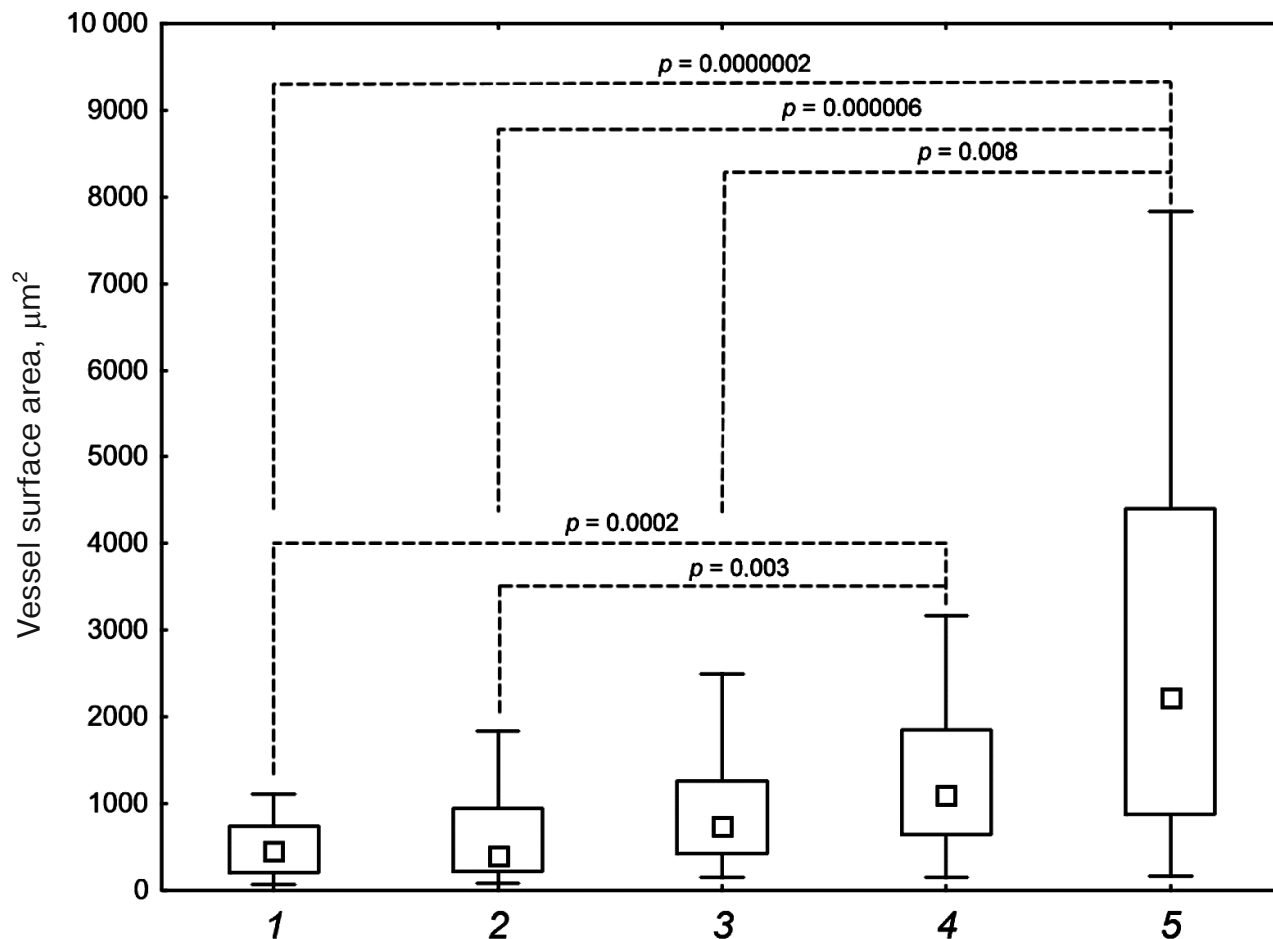 10 000
9000
8000
7000
6000
5000
4000
3000
2000
1000
0
Vessel surface area, μm²
p = 0.0000002
p = 0.000006
p = 0.008
p = 0.0002
p = 0.003
1 2 3 4 5